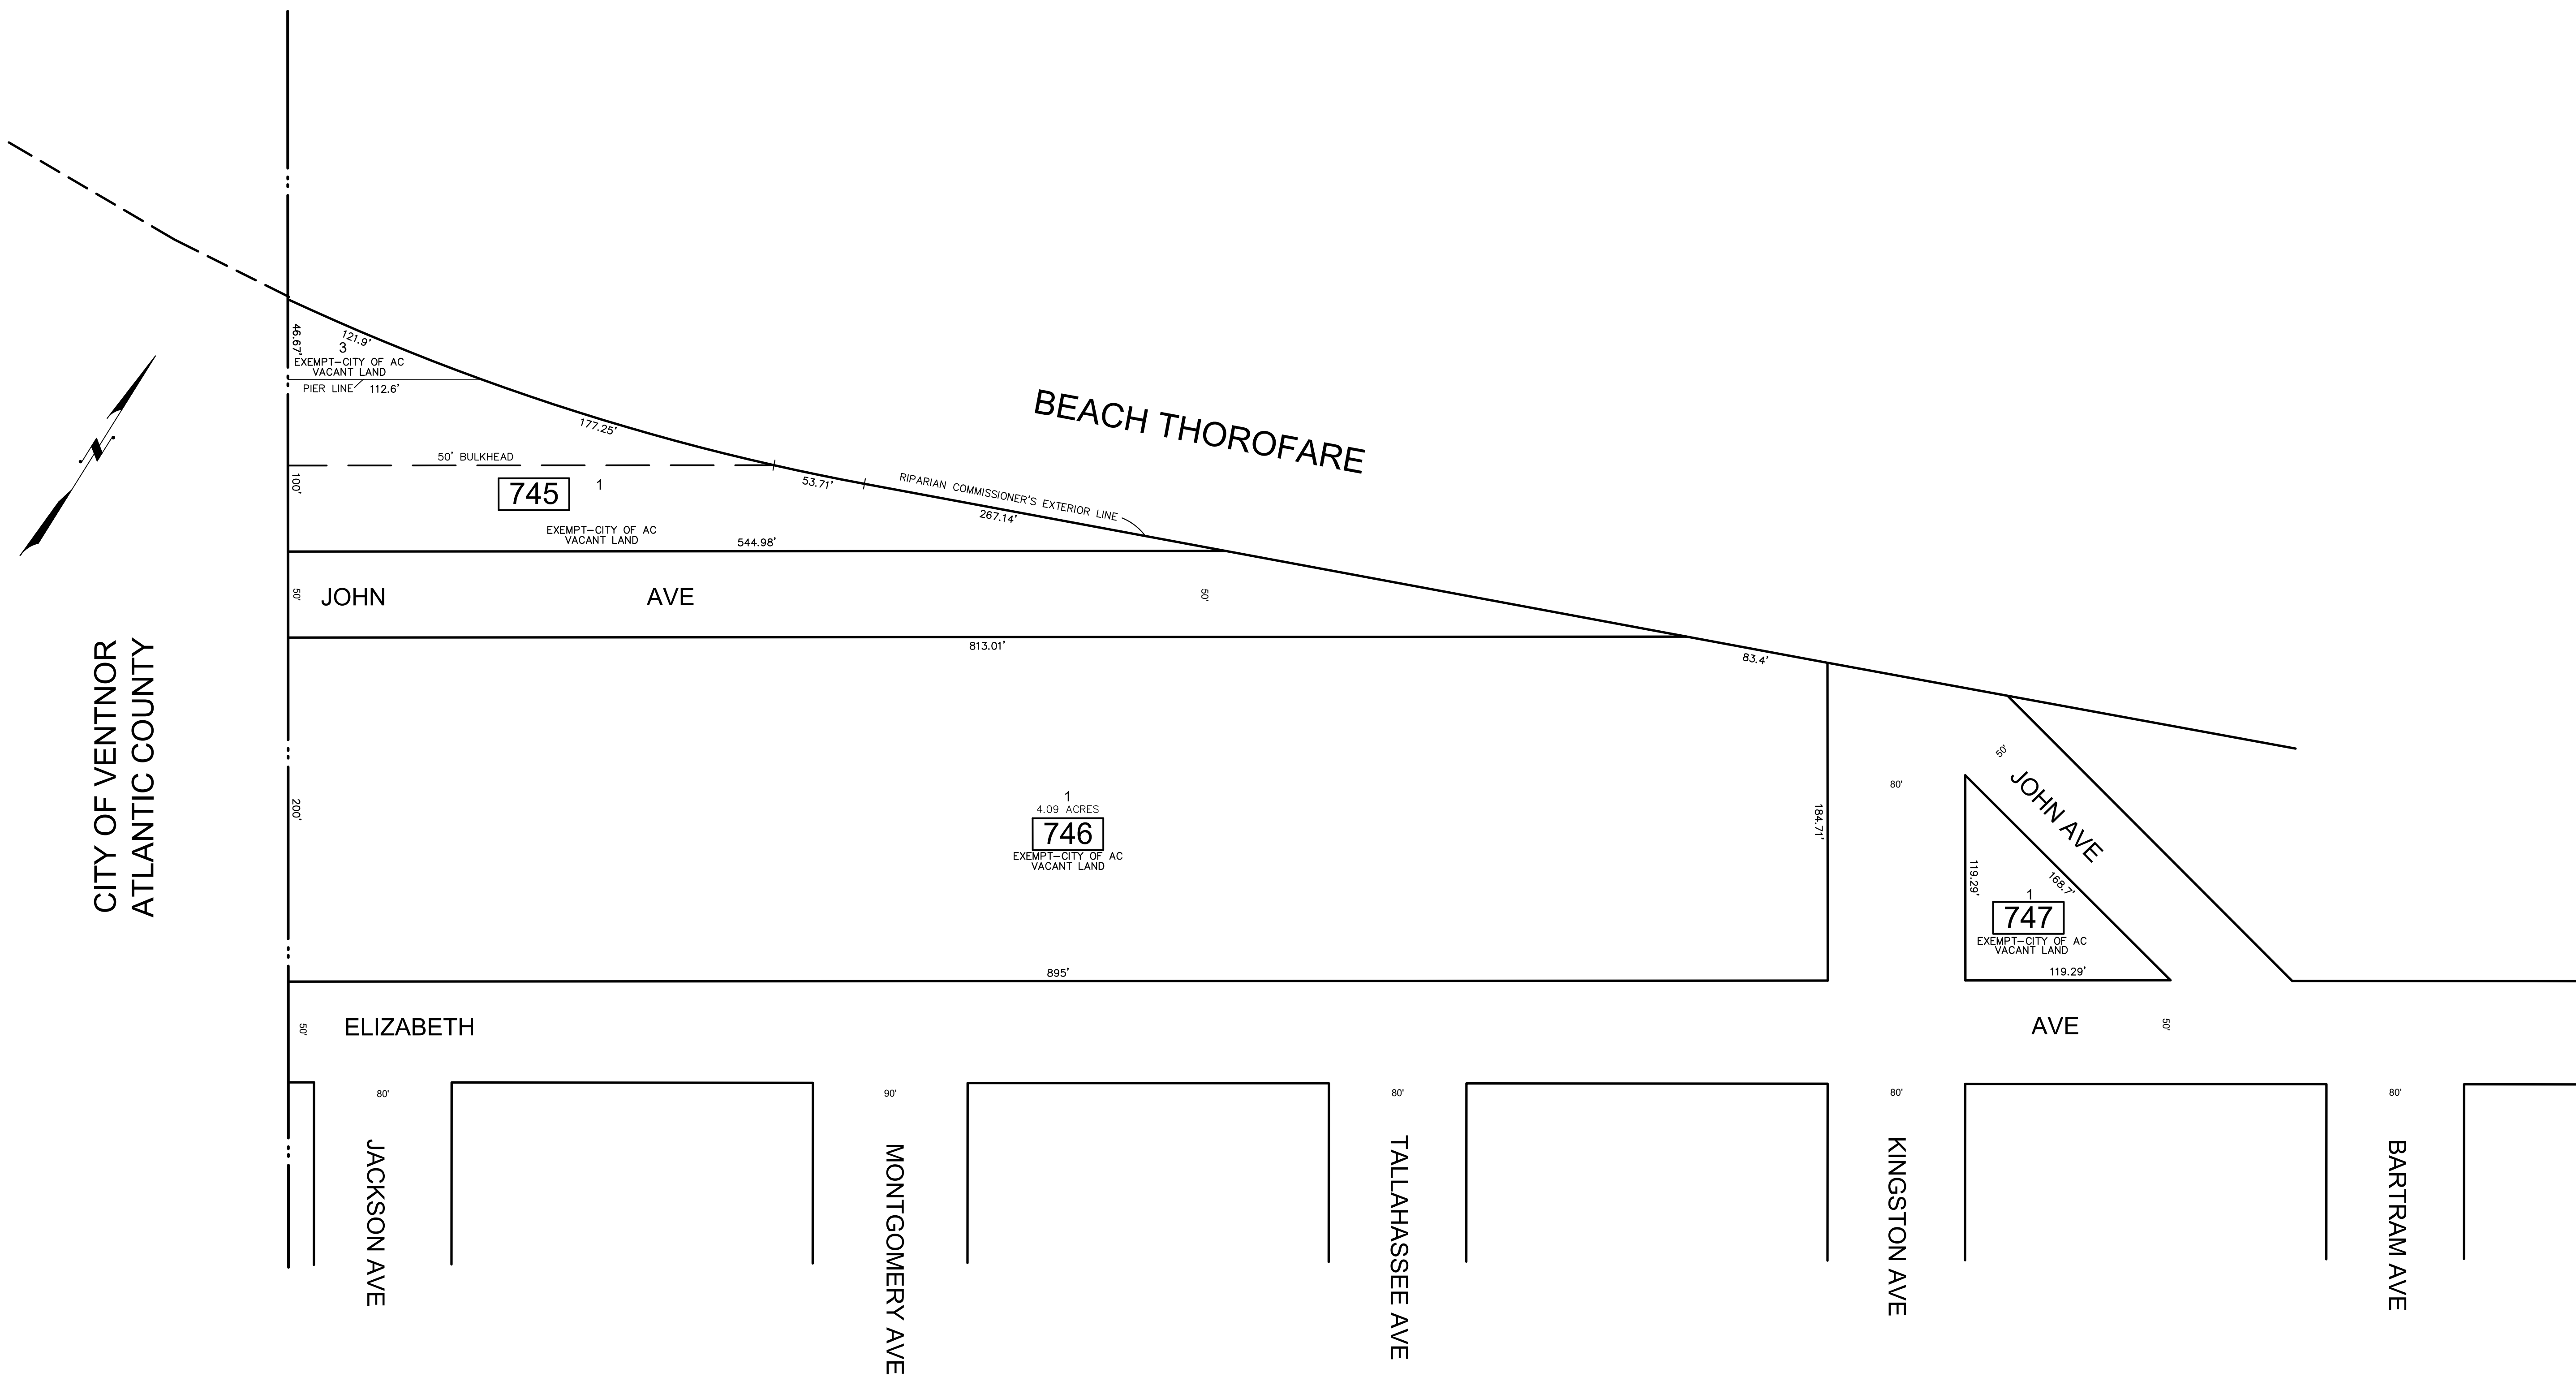 46.67'
121.9'
3
EXEMPT-CITY OF AC
VACANT LAND
PIER LINE
112.6'
BEACH THOROFARE
177.25'
50' BULKHEAD
100'
745
1
53.71'
RIPARIAN COMMISSIONER'S EXTERIOR LINE
267.14'
EXEMPT-CITY OF AC
VACANT LAND
544.98'
50'
JOHN AVE
50'
CITY OF VENTNOR
ATLANTIC COUNTY
813.01'
83.4'
200'
1
4.09 ACRES
746
EXEMPT-CITY OF AC
VACANT LAND
184.71'
895'
80'
50'
JOHN AVE
119.29'
168.7'
1
747
EXEMPT-CITY OF AC
VACANT LAND
119.29'
50'
ELIZABETH AVE
50'
80'
90'
80'
80'
80'
JACKSON AVE
MONTGOMERY AVE
TALLAHASSEE AVE
KINGSTON AVE
BARTRAM AVE